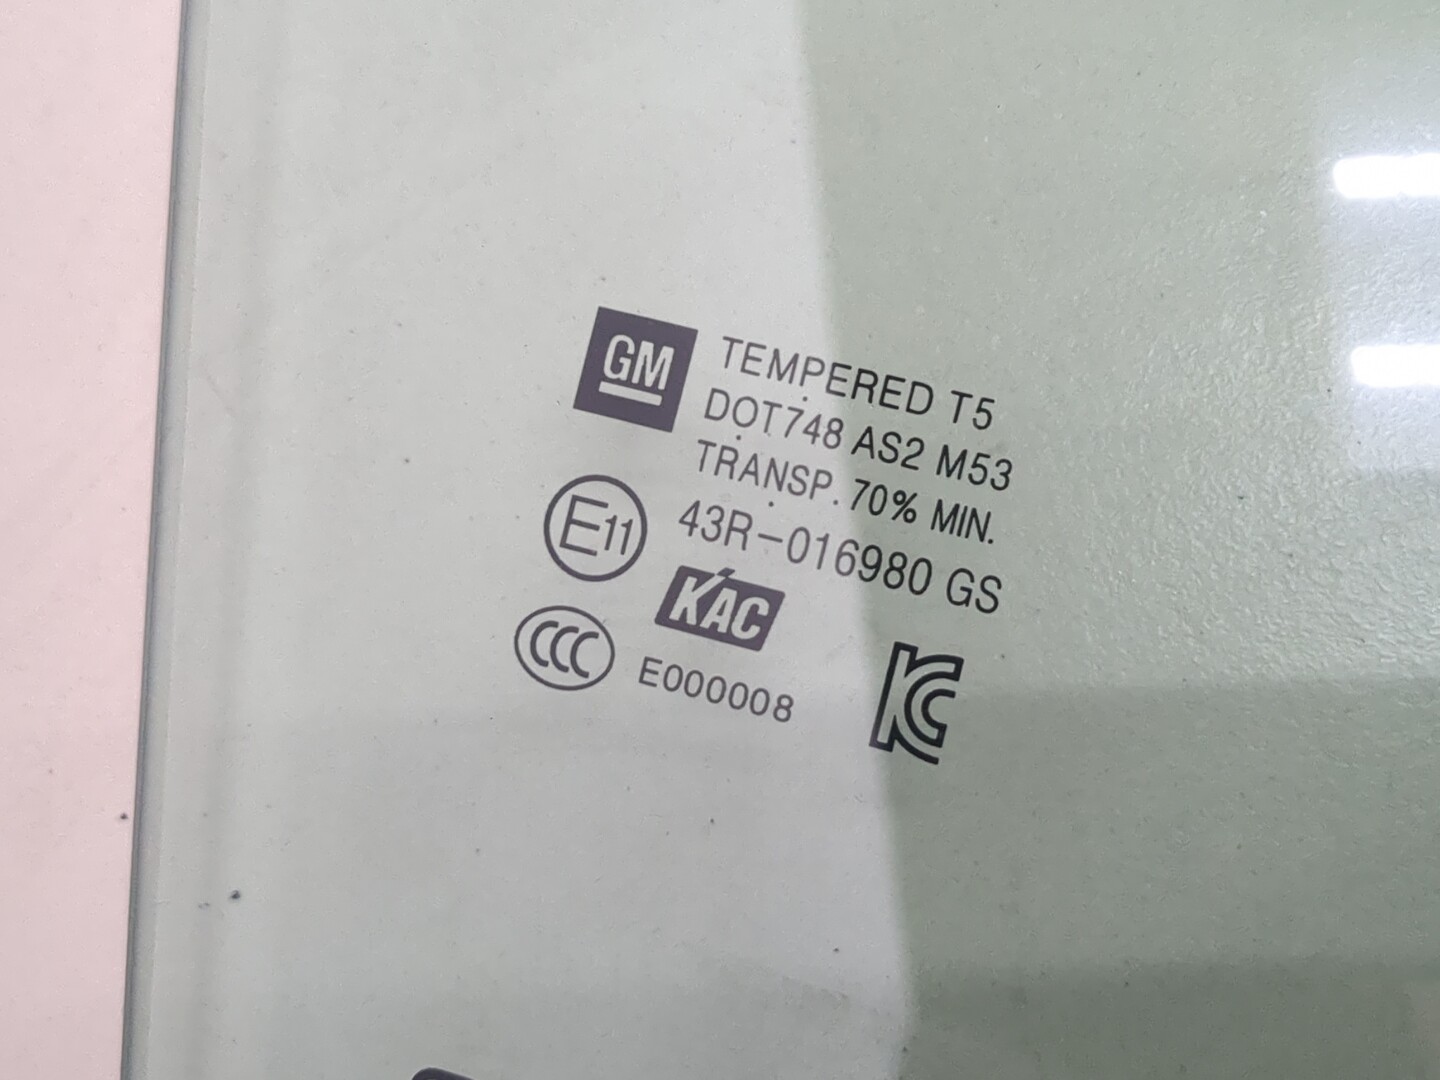 GM
TEMPERED T5
DOT748 AS2 M53
TRANSP. 70% MIN.
E11
43R-016980 GS
KAC
CCC
E000008
KC